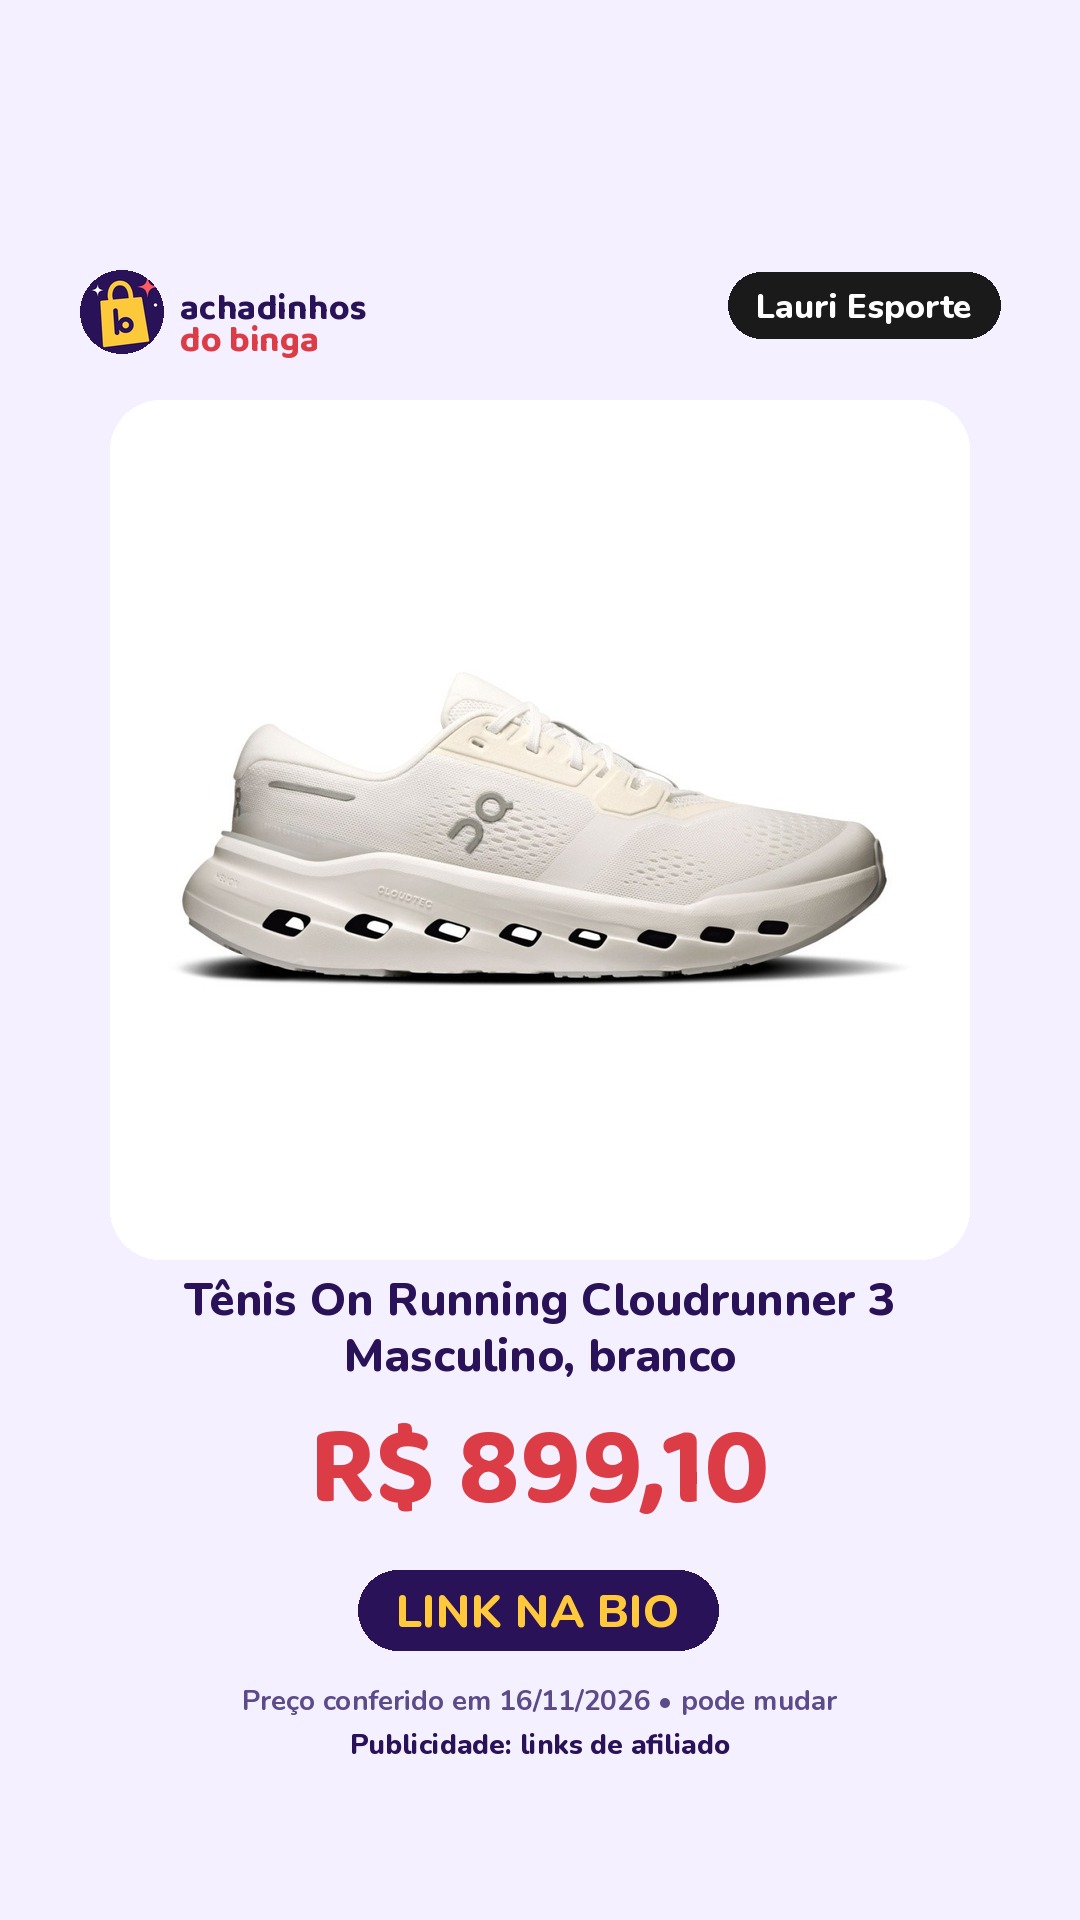 achadinhos
do binga
Lauri Esporte
CLOUDTEC
Tênis On Running Cloudrunner 3
Masculino, branco
R$ 899,10
LINK NA BIO
Preço conferido em 16/11/2026 • pode mudar
Publicidade: links de afiliado